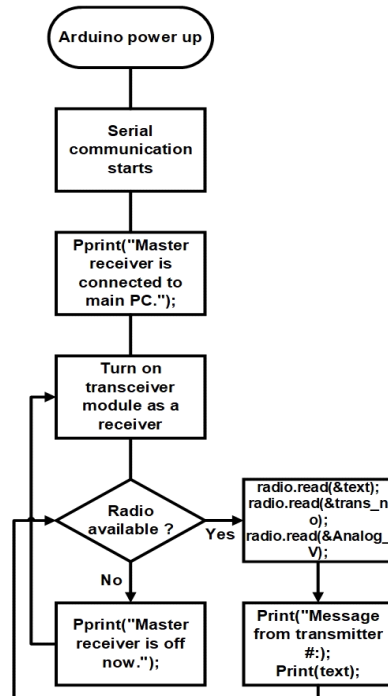 Arduino power up
Serial
communication
starts
Pprint("Master
receiver is
connected to
main PC.");
Turn on
transceiver
module as a
receiver
Radio
available ?
Yes
radio.read(&text);
radio.read(&trans_n
o);
radio.read(&Analog_
V);
No
Pprint("Master
receiver is off
now.");
Print("Message
from transmitter
#:);
Print(text);